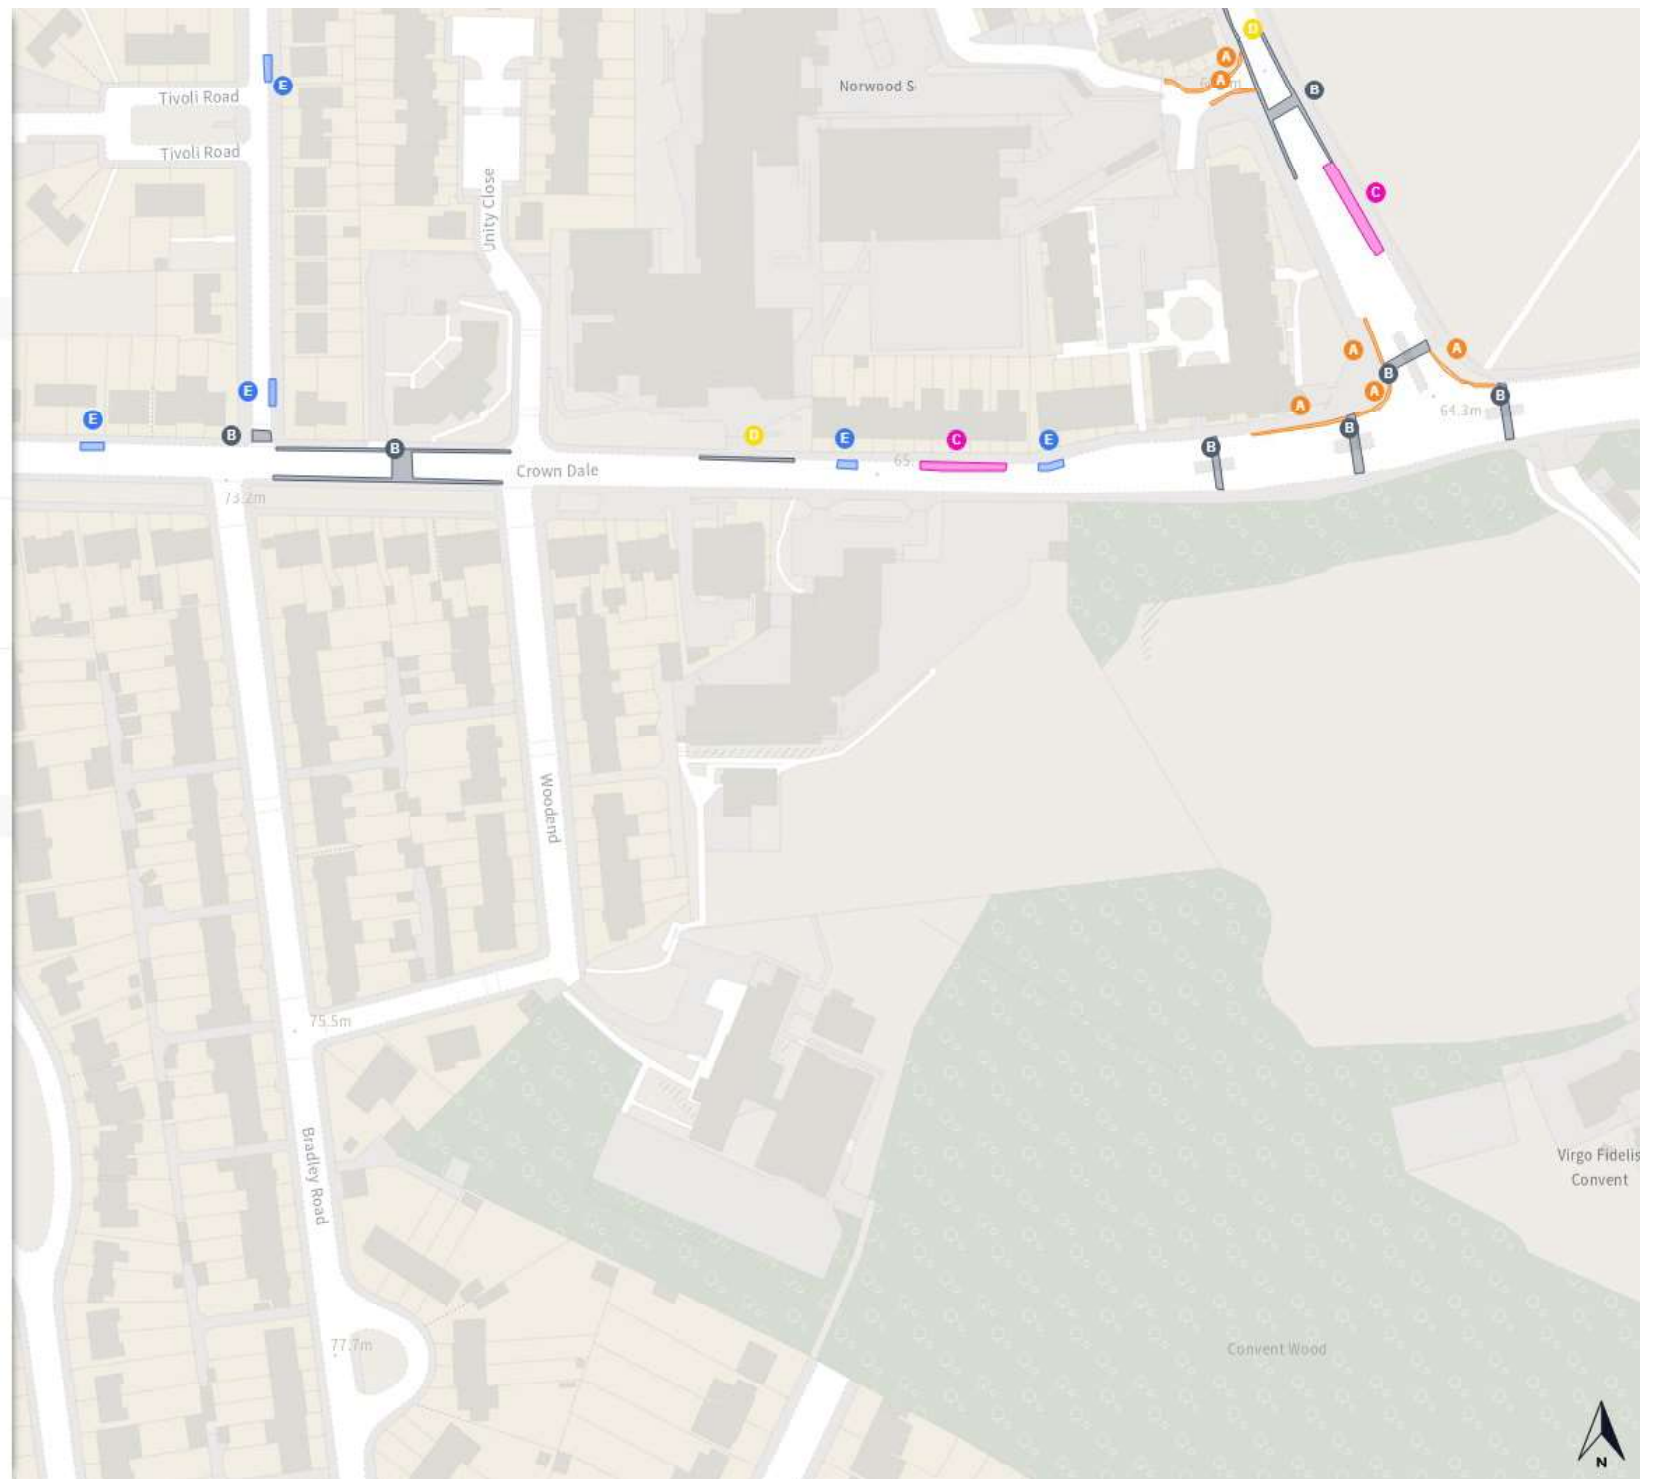 D
A
A
B
E
Tivoli Road
Norwood S
Tivoli Road
C
Unity Close
A
A
B
A
E
B
A
E
64.3m
B
B
D
E
C
E
B
B
65.
Crown Dale
73.2m
Woodend
75.5m
Bradley Road
Virgo Fidelis
Convent
77.7m
Convent Wood
N